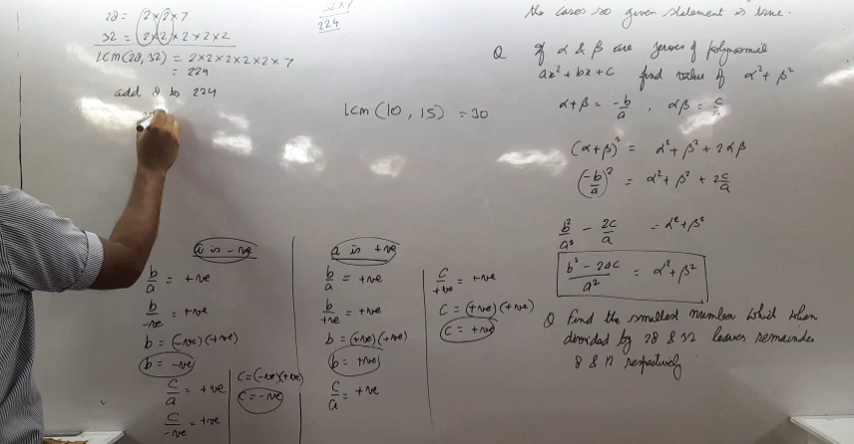 28 = 2×2×7
32 = 2×2×2×2×2
LCM(28, 32) = 2×2×2×2×2×7
= 224
add 8 to 224
32×7
224
LCM (10, 15) = 30
the cases so given statement is true.
Q If α & β are zeroes of polynomial
ax² + bx + c find value of α² + β²
α+β = -b/a , αβ = c/a
(α+β)² = α² + β² + 2αβ
(-b/a)² = α² + β² + 2c/a
b²/a² - 2c/a = α² + β²
b² - 2ac/a² = α² + β²
Q Find the smallest number which when
divided by 28 & 32 leaves remainder
8 & 12 respectively
a is -ve
b/a = +ve
b/-ve = +ve
b = (-ve)(+ve)
b = -ve
c/a = +ve
c/-ve = +ve
c = (-ve)(+ve)
c = -ve
a is +ve
b/a = +ve
b/+ve = +ve
b = (+ve)(+ve)
b = +ve
c/a = +ve
c/+ve = +ve
c = (+ve)(+ve)
c = +ve